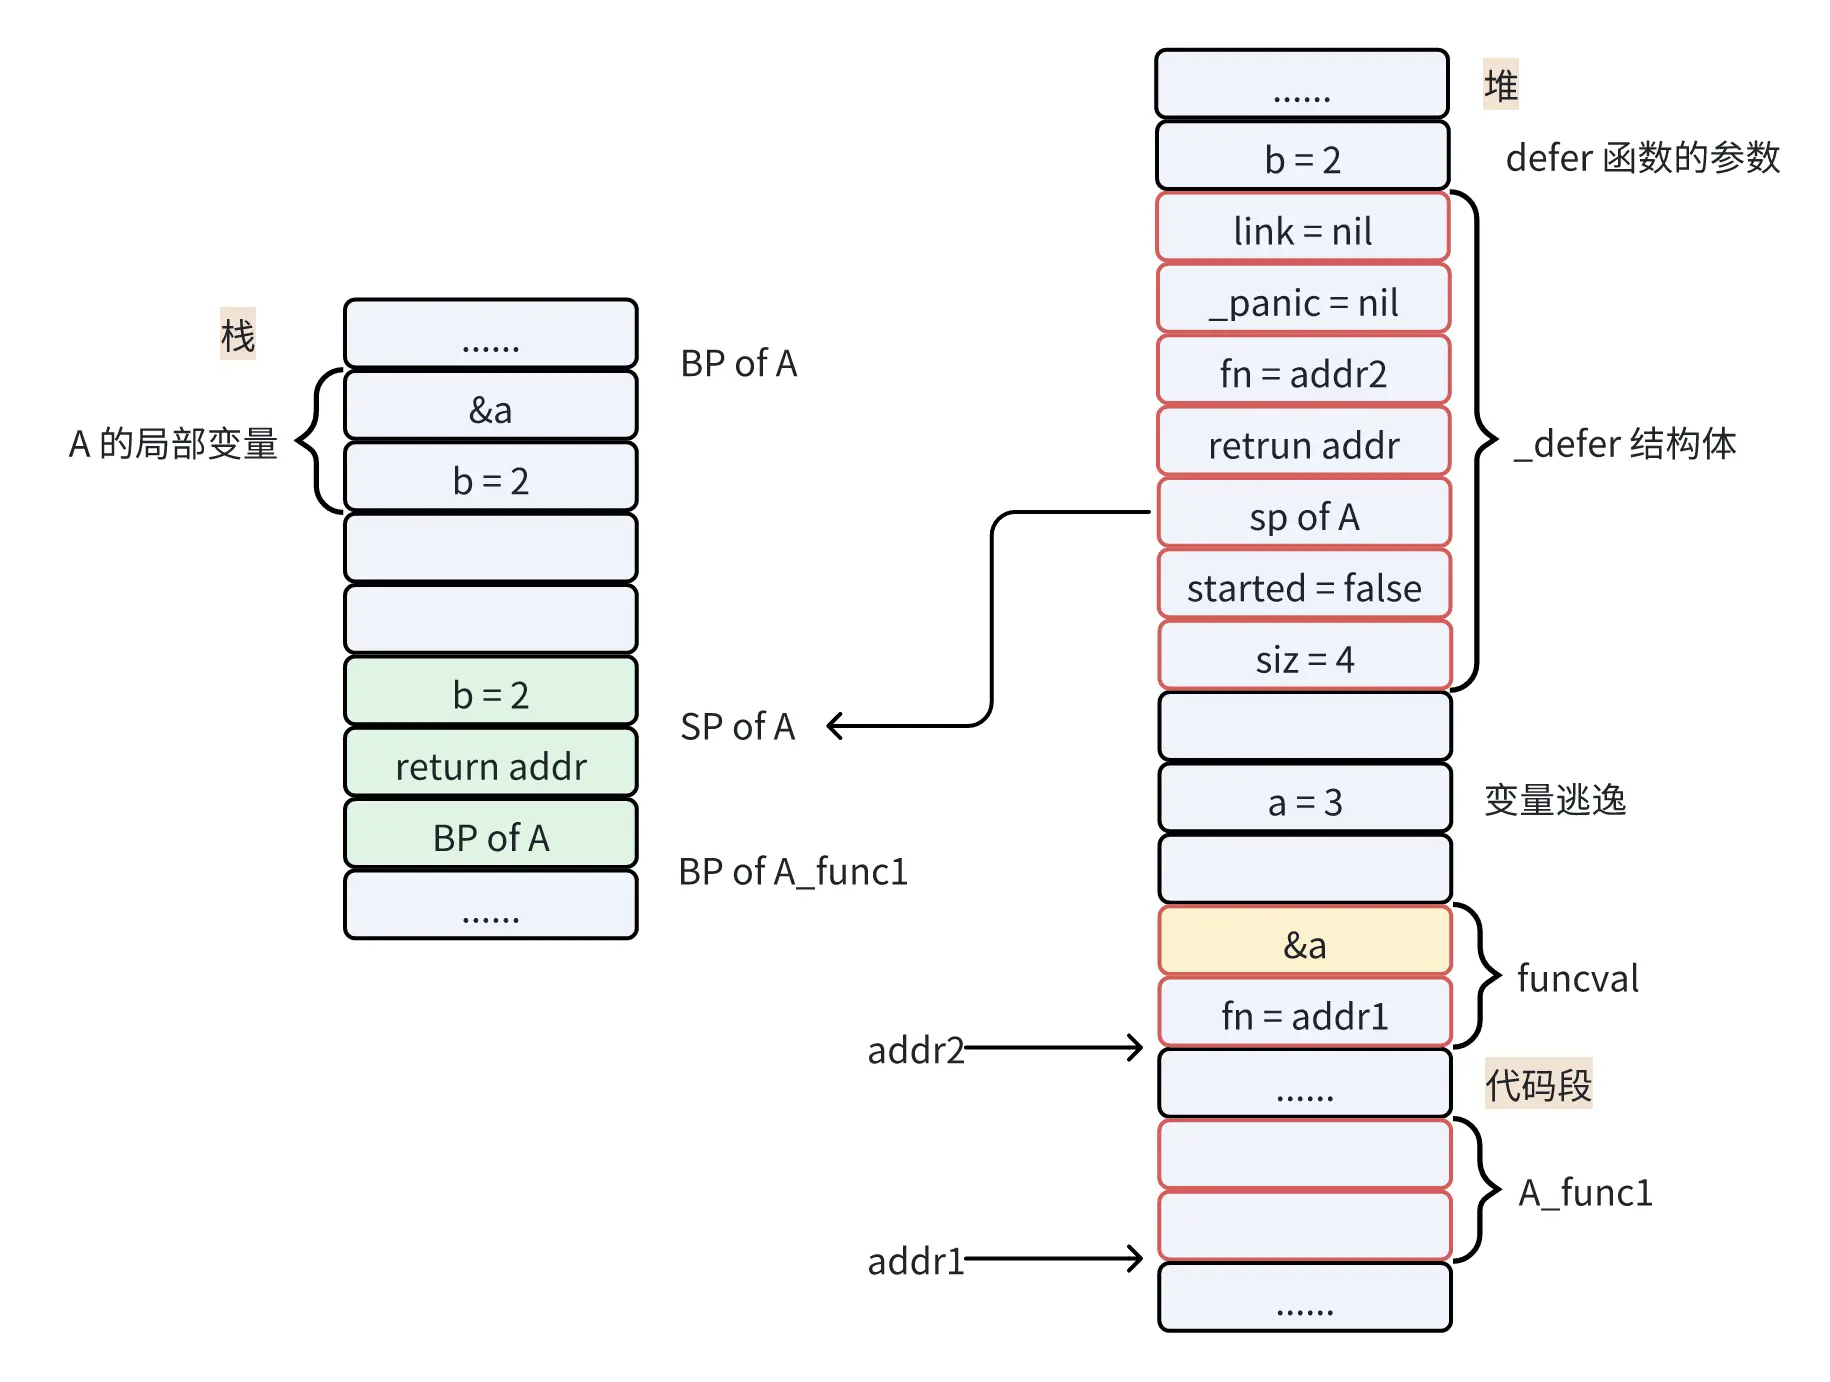 栈
......
BP of A
A 的局部变量
&a
b = 2
b = 2
SP of A
return addr
BP of A
BP of A_func1
......
......
堆
b = 2
defer 函数的参数
link = nil
_panic = nil
fn = addr2
retrun addr
_defer 结构体
sp of A
started = false
siz = 4
a = 3
变量逃逸
&a
funcval
fn = addr1
addr2
......
代码段
A_func1
addr1
......